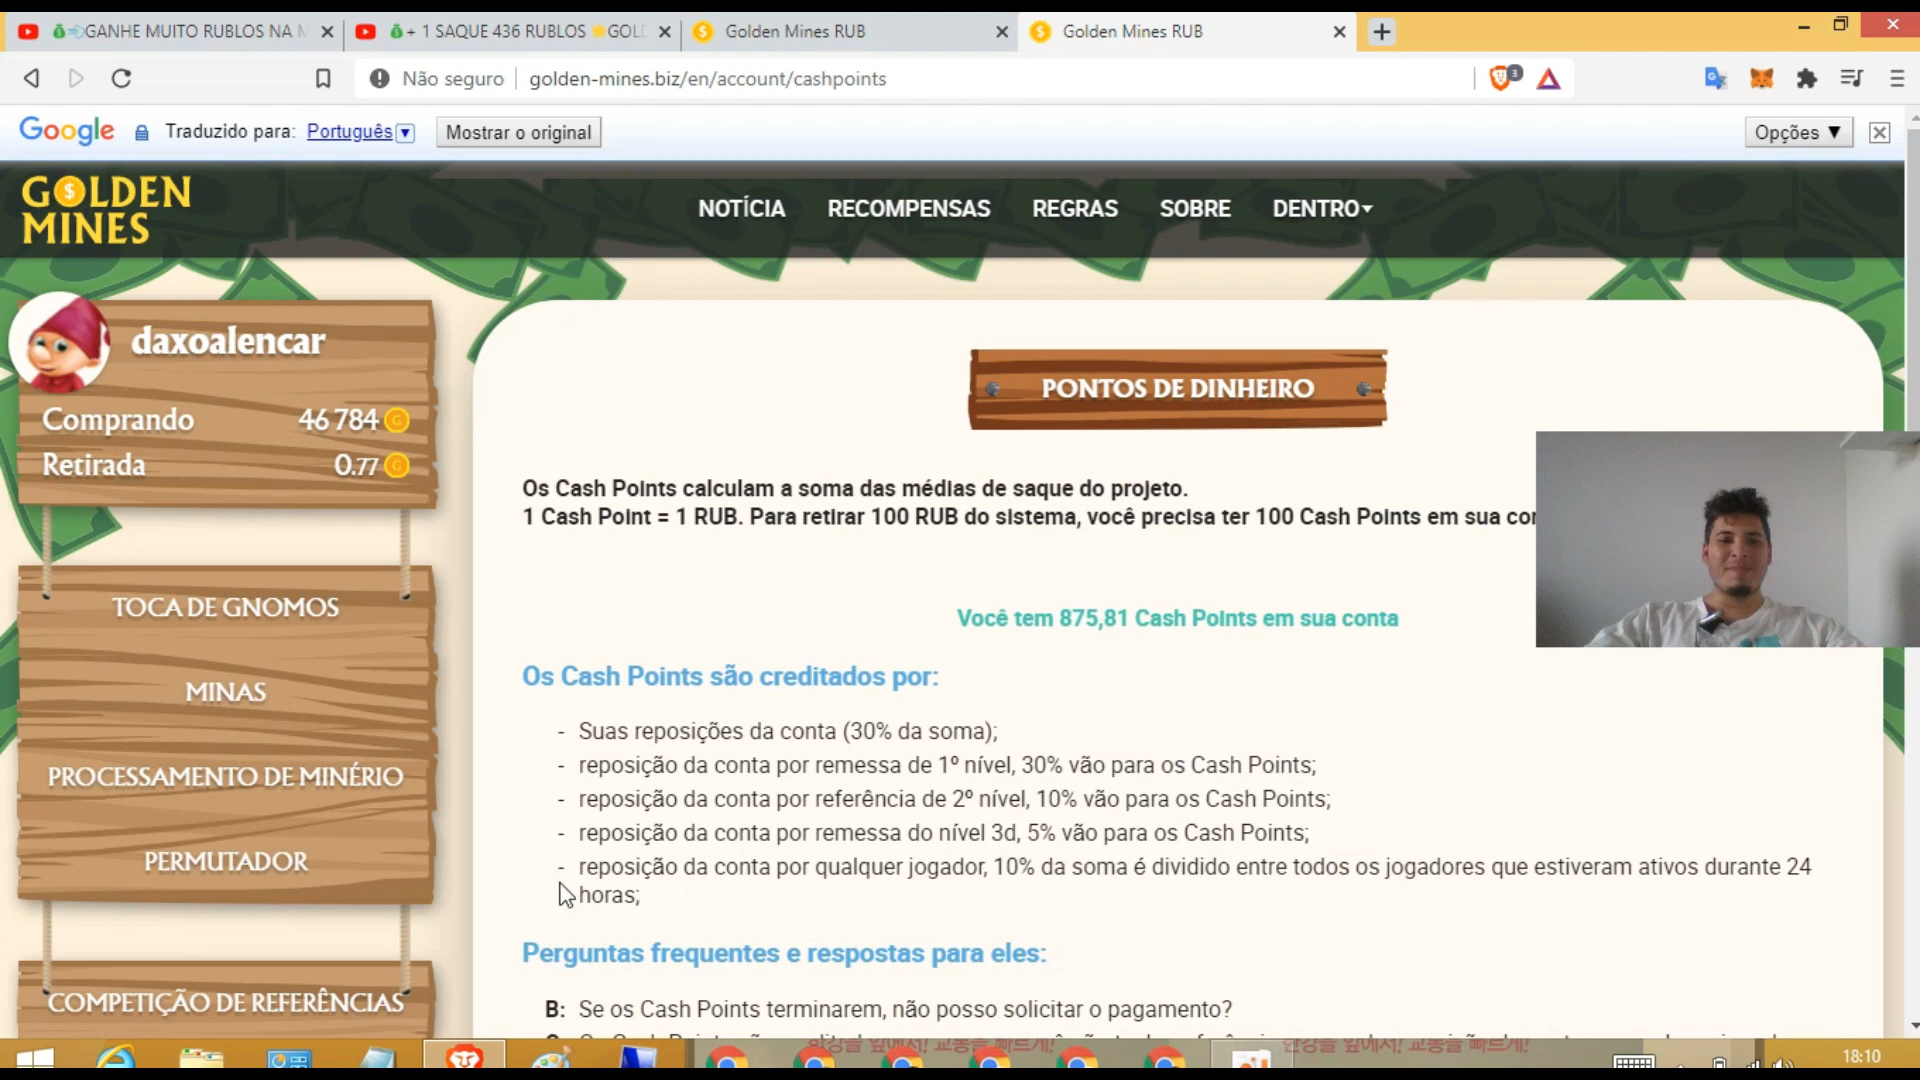 GANHE MUITO RUBLOS NA M
+ 1 SAQUE 436 RUBLOS GOL
Golden Mines RUB
Golden Mines RUB
Não seguro
golden-mines.biz/en/account/cashpoints
3
Google
Traduzido para:
Português
Mostrar o original
Opções ▼
GOLDEN
MINES
NOTÍCIA
RECOMPENSAS
REGRAS
SOBRE
DENTRO
daxoalencar
Comprando 46 784
Retirada 0.77
TOCA DE GNOMOS
MINAS
PROCESSAMENTO DE MINÉRIO
PERMUTADOR
COMPETIÇÃO DE REFERÊNCIAS
PONTOS DE DINHEIRO
Os Cash Points calculam a soma das médias de saque do projeto.
1 Cash Point = 1 RUB. Para retirar 100 RUB do sistema, você precisa ter 100 Cash Points em sua
Você tem 875,81 Cash Points em sua conta
Os Cash Points são creditados por:
- Suas reposições da conta (30% da soma);
- reposição da conta por remessa de 1º nível, 30% vão para os Cash Points;
- reposição da conta por referência de 2º nível, 10% vão para os Cash Points;
- reposição da conta por remessa do nível 3d, 5% vão para os Cash Points;
- reposição da conta por qualquer jogador, 10% da soma é dividido entre todos os jogadores que estiveram ativos durante 24
horas;
Perguntas frequentes e respostas para eles:
B: Se os Cash Points terminarem, não posso solicitar o pagamento?
18:10